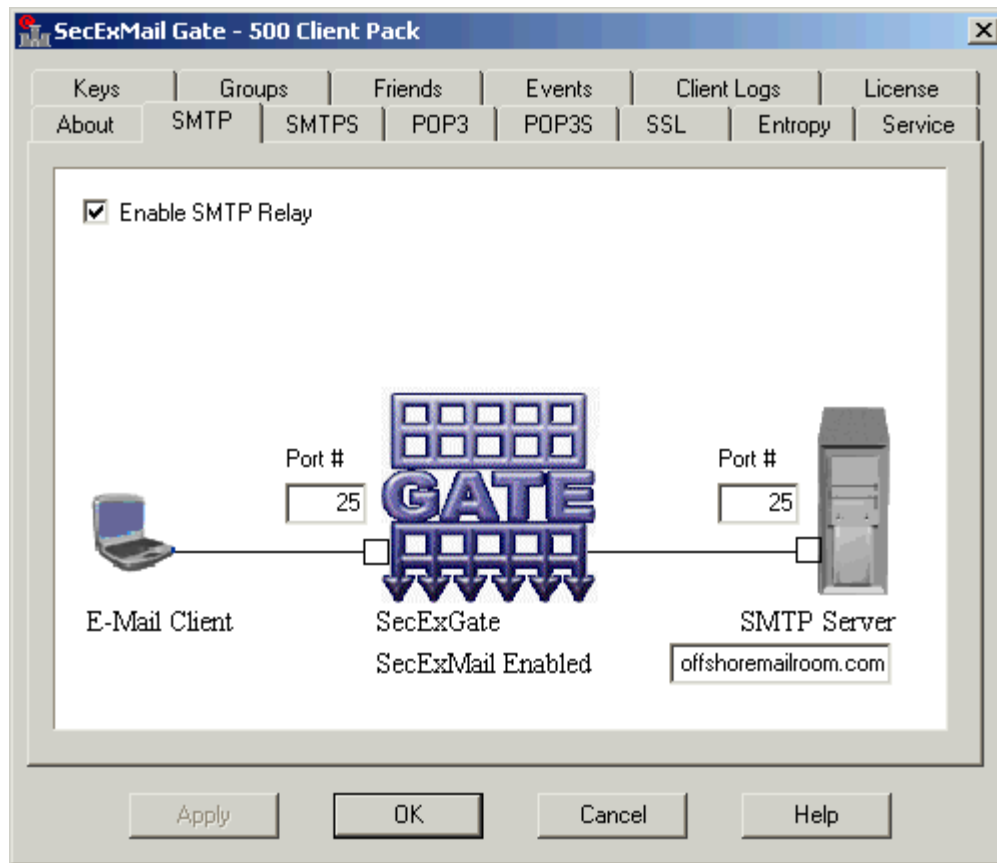 SecExMail Gate - 500 Client Pack
Keys Groups Friends Events Client Logs License
About SMTP SMTPS POP3 POP3S SSL Entropy Service
Enable SMTP Relay
Port # Port #
25 25
GATE
E-Mail Client SecExGate SMTP Server
SecExMail Enabled offshoremailroom.com
Apply OK Cancel Help